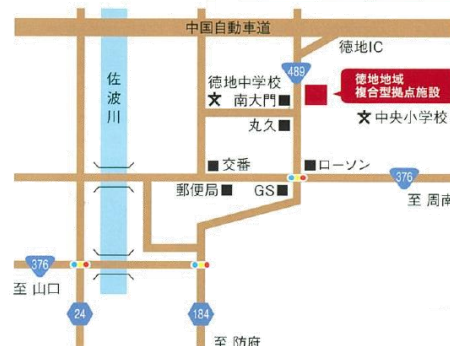 中国自動車道
徳地IC
佐波川
489
徳地地域
複合型拠点施設
徳地中学校
文 南大門
丸久
文 中央小学校
交番
ローソン
376
郵便局
GS
至 周南
376
至 山口
24
184
至 防府